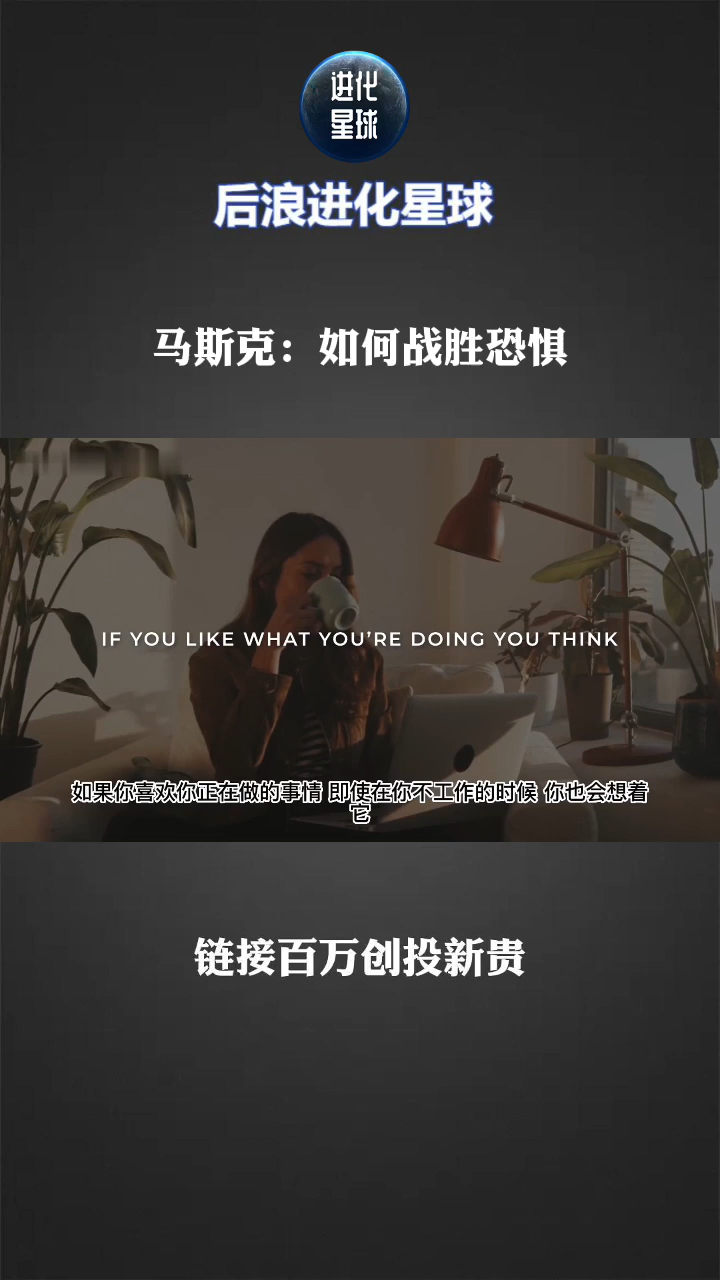 进化
星球
后浪进化星球
马斯克：如何战胜恐惧
IF YOU LIKE WHAT YOU'RE DOING YOU THINK
如果你喜欢你正在做的事情 即使在你不工作的时候 你也会想着
它
链接百万创投新贵